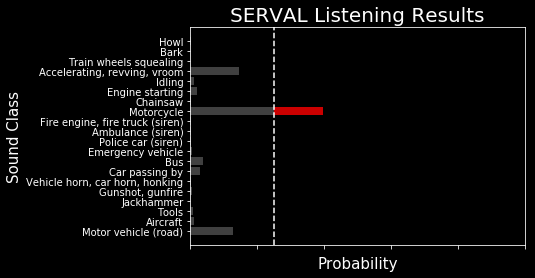 SERVAL Listening Results
Sound Class
Howl
Bark
Train wheels squealing
Accelerating, revving, vroom
Idling
Engine starting
Chainsaw
Motorcycle
Fire engine, fire truck (siren)
Ambulance (siren)
Police car (siren)
Emergency vehicle
Bus
Car passing by
Vehicle horn, car horn, honking
Gunshot, gunfire
Jackhammer
Tools
Aircraft
Motor vehicle (road)
Probability